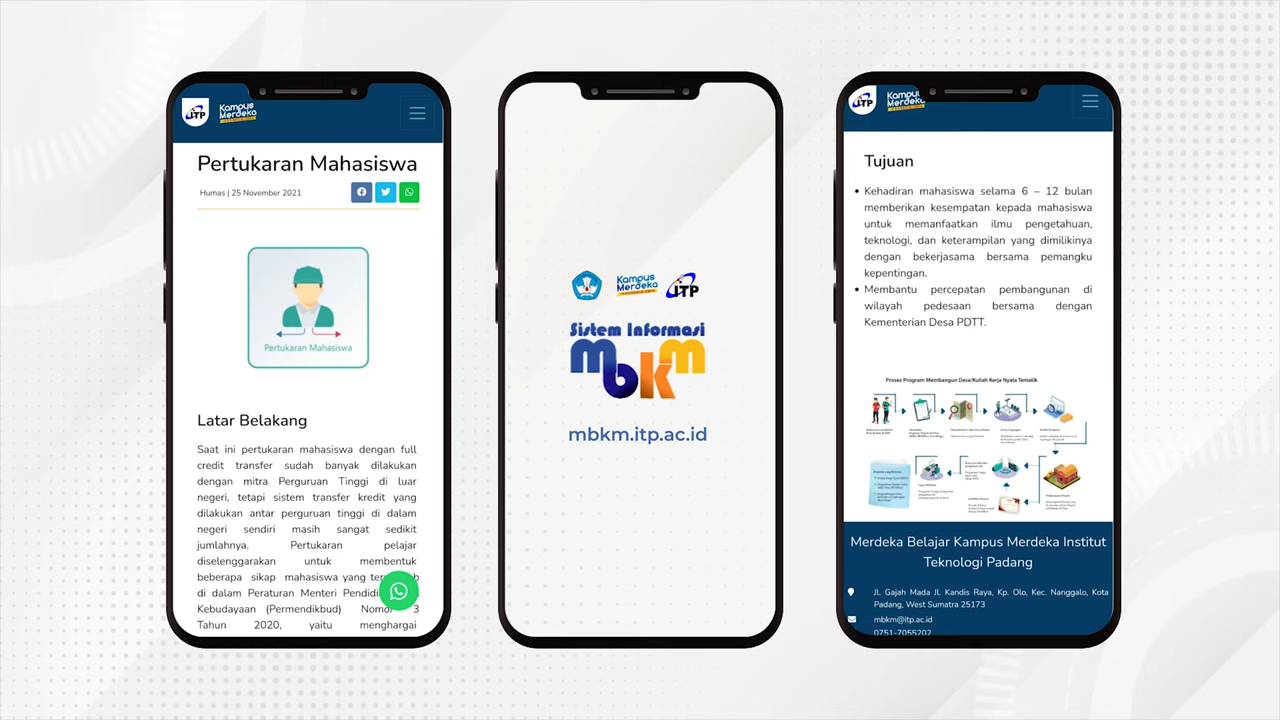 ITP
Kampus
Merdeka
INDONESIA JAYA
Pertukaran Mahasiswa
Humas | 25 November 2021
Pertukaran Mahasiswa
Latar Belakang
Saat ini pertukaran mahasiswa dengan full
credit transfer sudah banyak dilakukan
dengan mitra Perguruan Tinggi di luar
negeri, tetapi sistem transfer kredit yang
dilakukan antar perguruan tinggi di dalam
negeri sendiri masih sangat sedikit
jumlahnya. Pertukaran pelajar
diselenggarakan untuk membentuk
beberapa sikap mahasiswa yang
di dalam Peraturan Menteri
Kebudayaan (Permendikbud) Nomor 3
Tahun 2020, yaitu menghargai
Kampus
Merdeka
INDONESIA JAYA
ITP
Sistem Informasi
mbkm
mbkm.itp.ac.id
ITP
Kampus
Merdeka
Tujuan
Kehadiran mahasiswa selama 6 – 12 bulan
memberikan kesempatan kepada mahasiswa
untuk memanfaatkan ilmu pengetahuan,
teknologi, dan keterampilan yang dimilikinya
dengan bekerjasama bersama pemangku
kepentingan.
Membantu percepatan pembangunan di
wilayah pedesaan bersama dengan
Kementerian Desa PDTT.
Proses Program Membangun Desa/Kuliah Kerja Nyata Tematik
Merdeka Belajar Kampus Merdeka Institut
Teknologi Padang
Jl. Gajah Mada Jl. Kandis Raya, Kp. Olo, Kec. Nanggalo, Kota
Padang, West Sumatra 25173
mbkm@itp.ac.id
0751-7055202